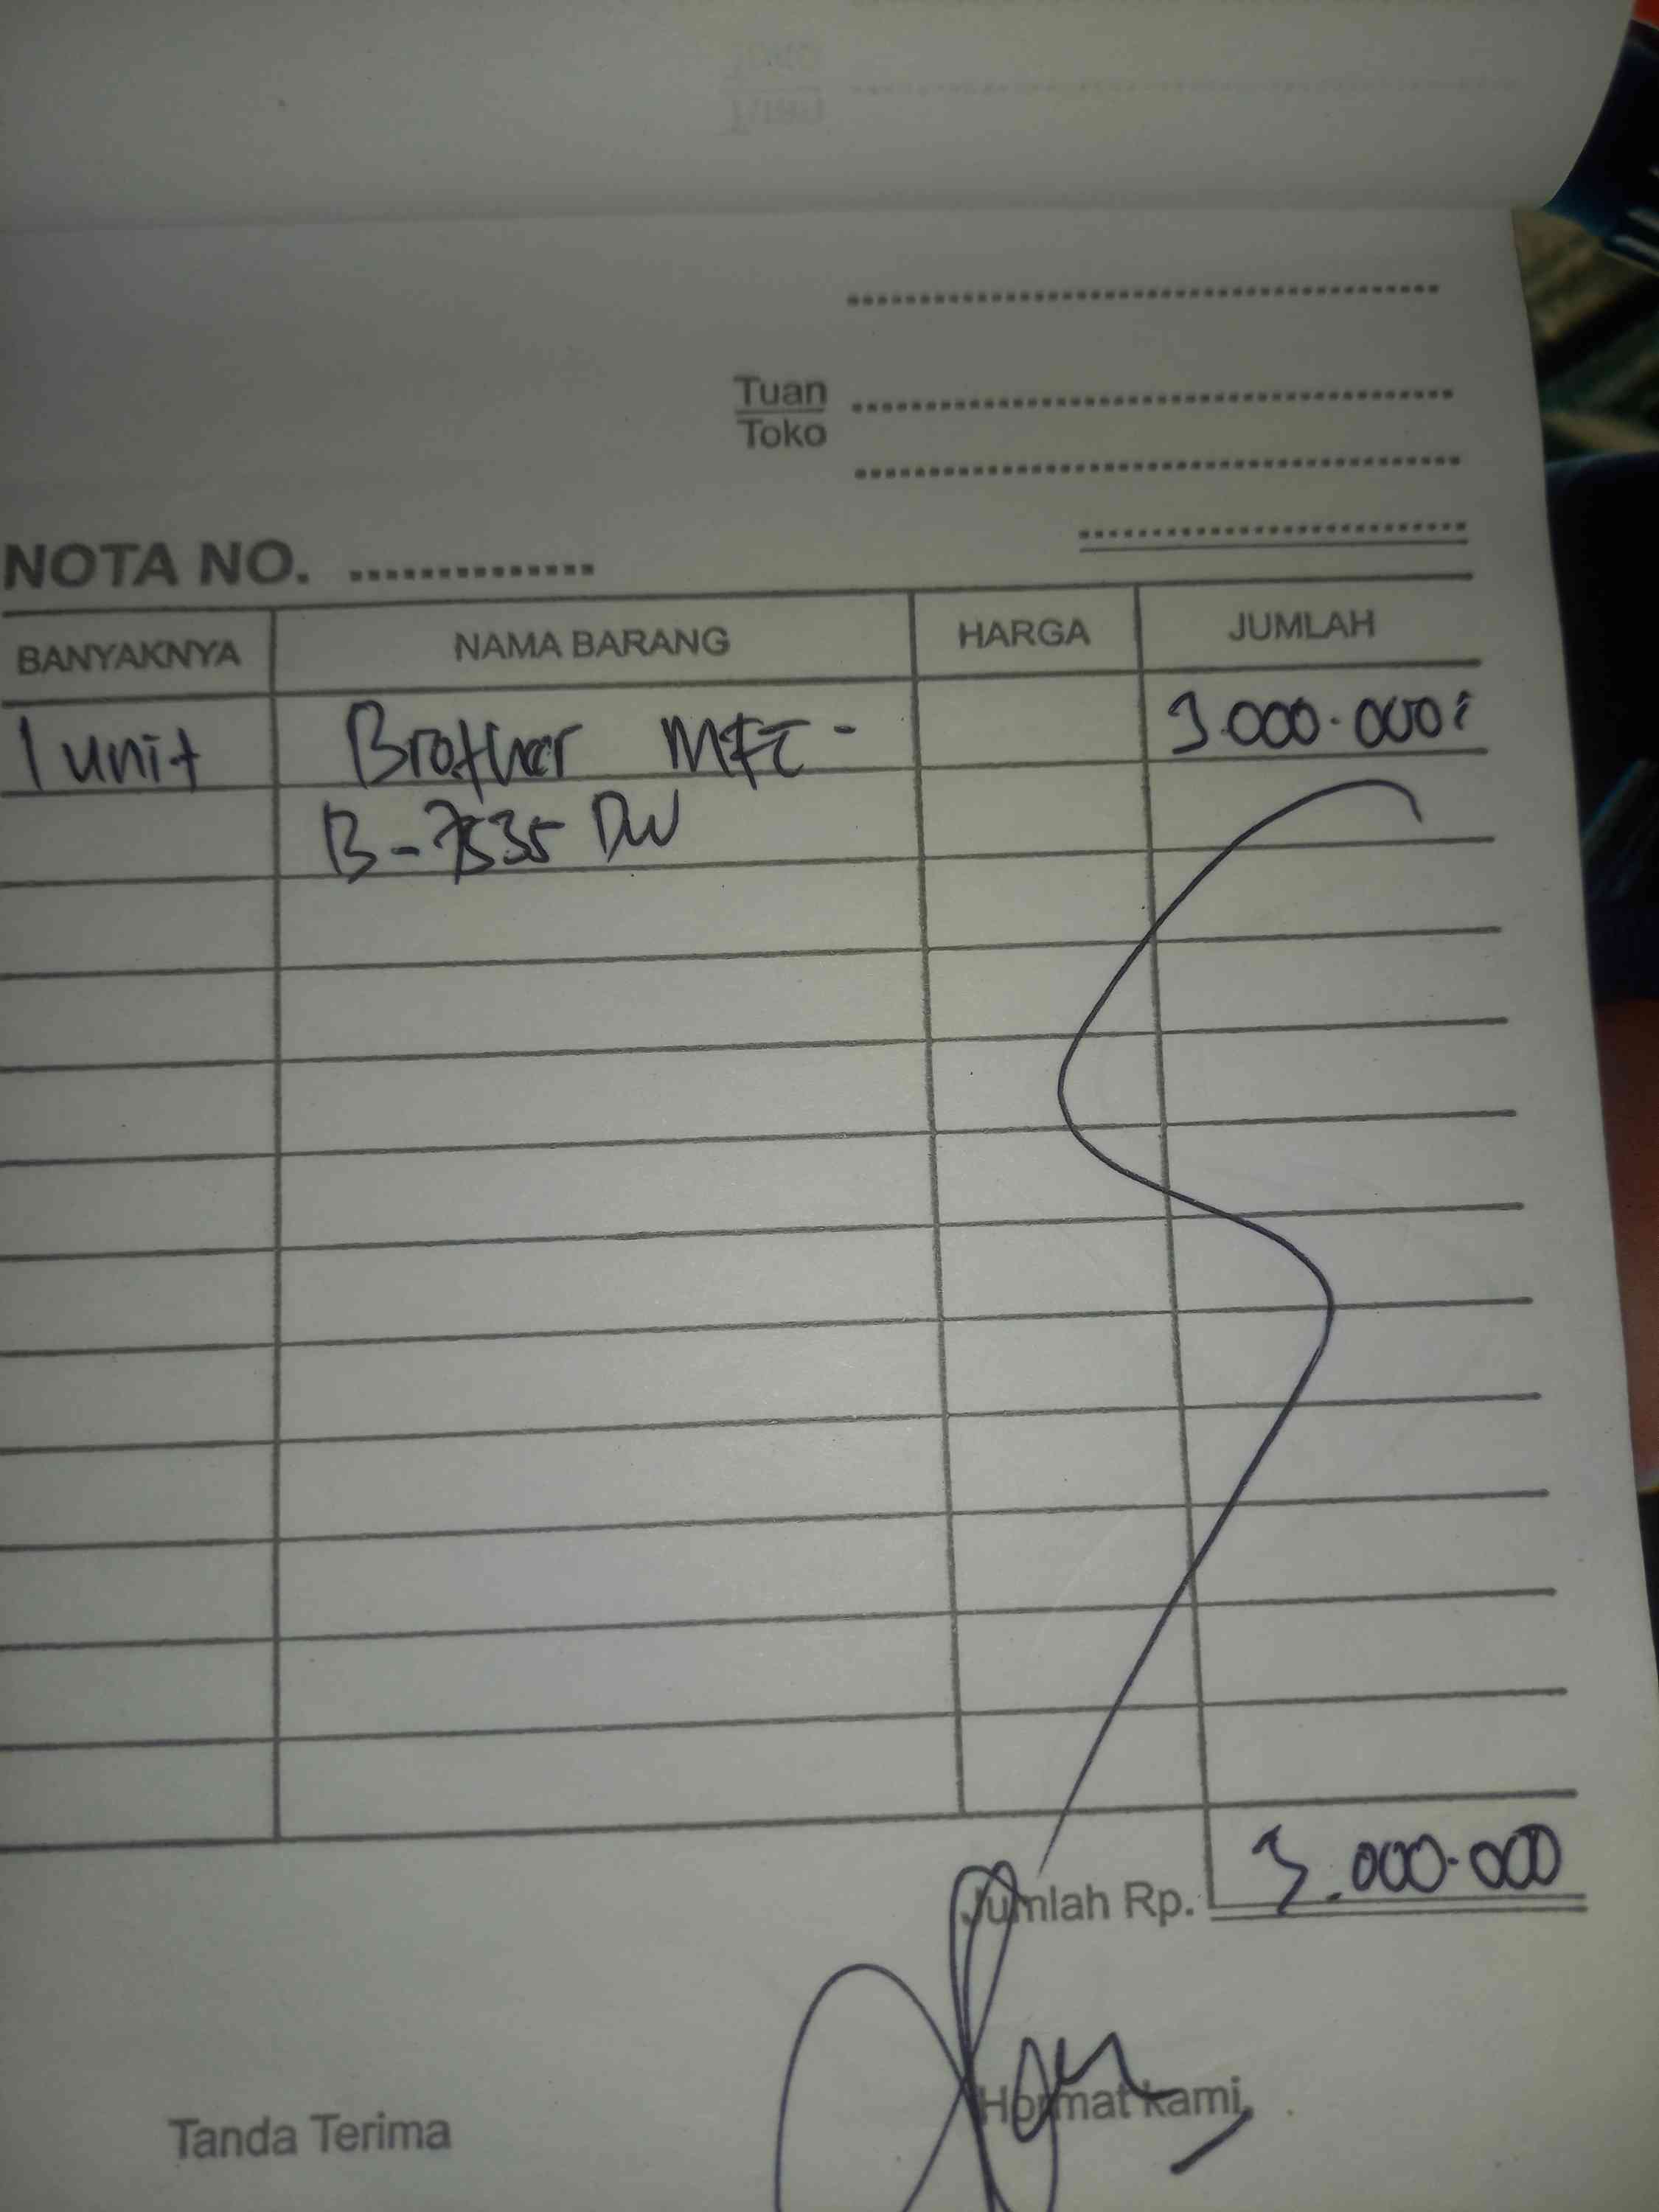 Tuan
Toko
NOTA NO.
BANYAKNYA NAMA BARANG HARGA JUMLAH
1 unit Brother MFC- 3.000.000
B-7535 DW
Jumlah Rp. 3.000.000
Tanda Terima Hormat kami,